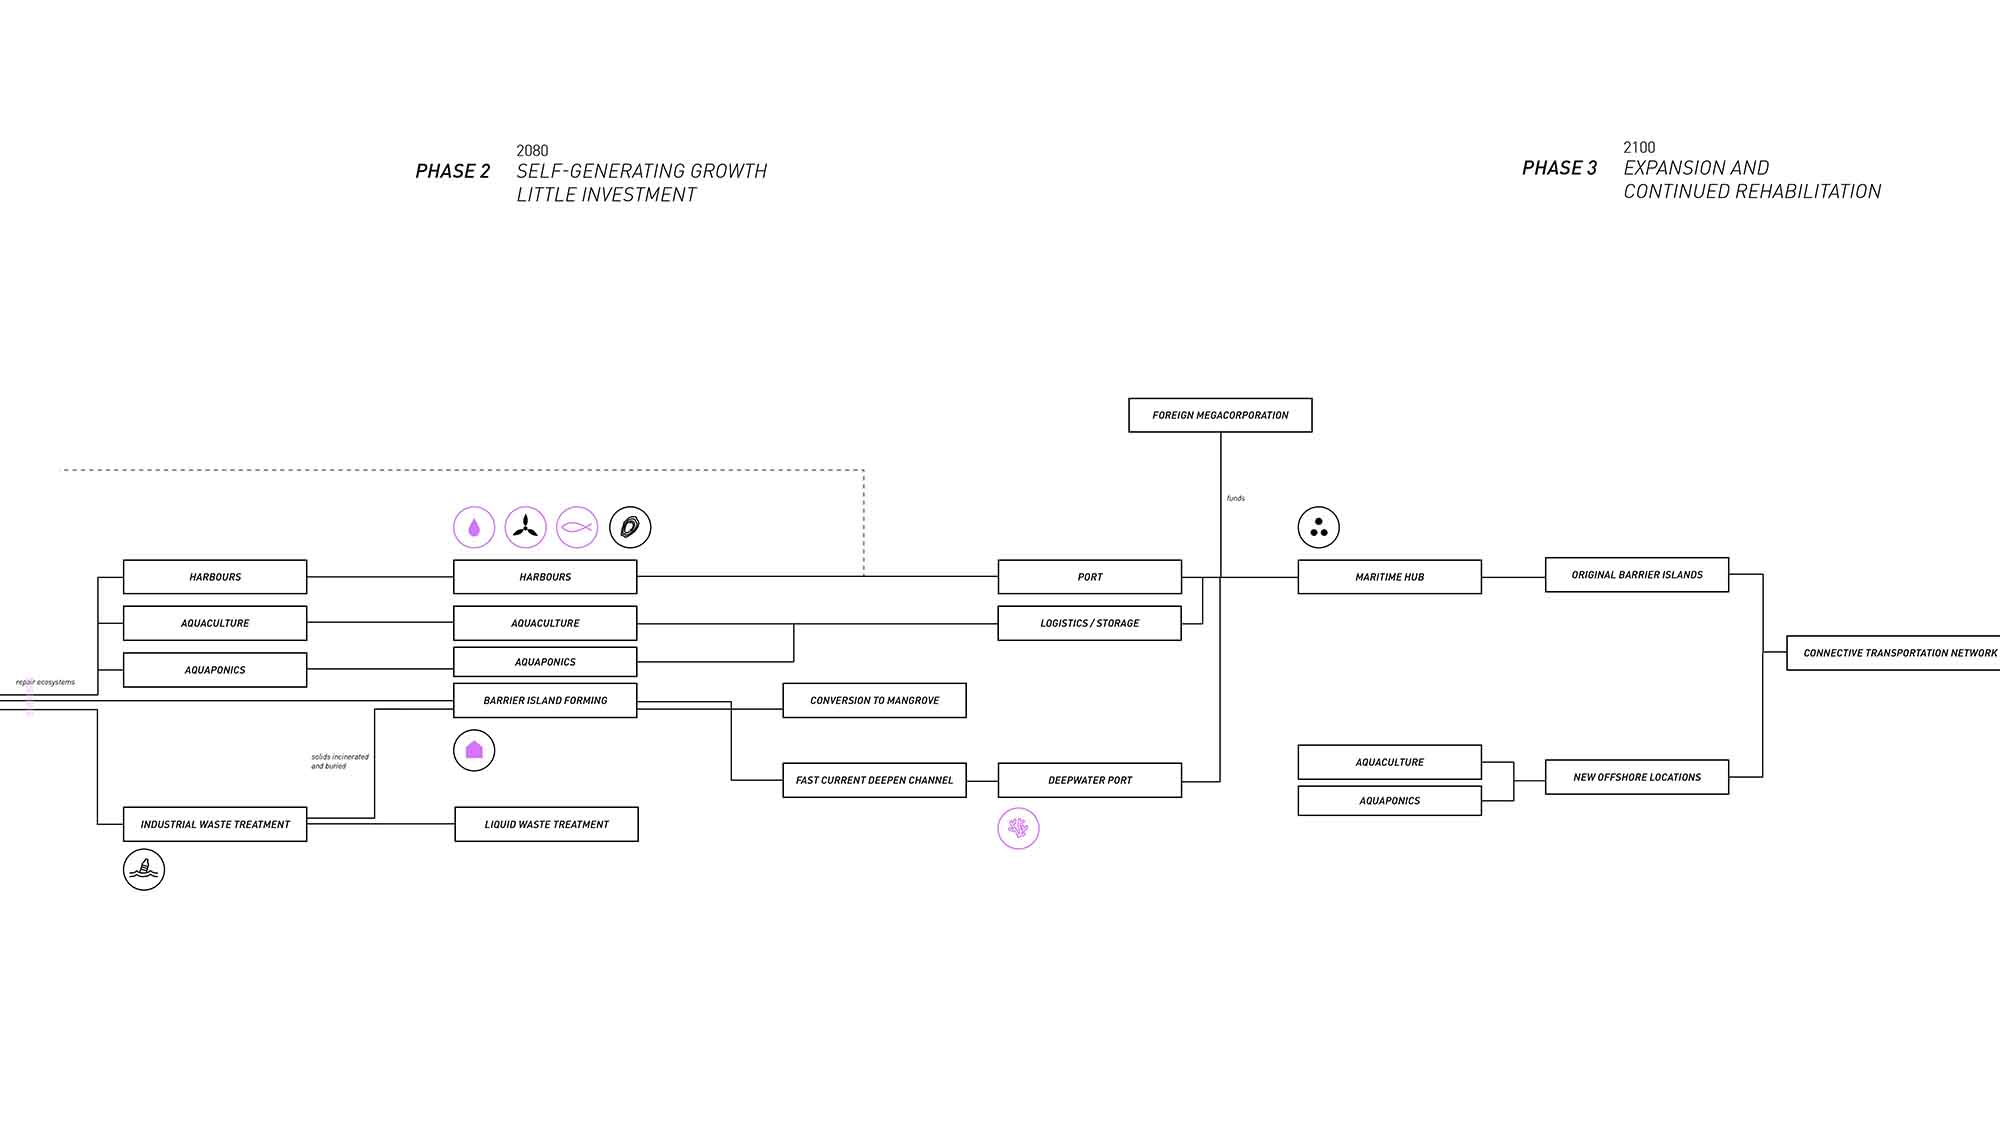 2080
PHASE 2 SELF-GENERATING GROWTH
LITTLE INVESTMENT
2100
PHASE 3 EXPANSION AND
CONTINUED REHABILITATION
FOREIGN MEGACORPORATION
funds
HARBOURS
HARBOURS
PORT
MARITIME HUB
ORIGINAL BARRIER ISLANDS
AQUACULTURE
AQUACULTURE
LOGISTICS / STORAGE
AQUAPONICS
AQUAPONICS
CONNECTIVE TRANSPORTATION NETWORK
repair ecosystems
BARRIER ISLAND FORMING
CONVERSION TO MANGROVE
solids incinerated
and buried
FAST CURRENT DEEPEN CHANNEL
DEEPWATER PORT
AQUACULTURE
AQUAPONICS
NEW OFFSHORE LOCATIONS
INDUSTRIAL WASTE TREATMENT
LIQUID WASTE TREATMENT